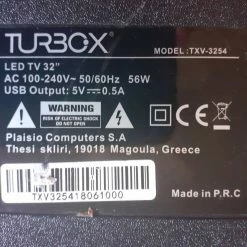 TURBOX®
MODEL:TXV-3254
LED TV 32"
AC 100-240V~ 50/60Hz 56W
USB Output: 5V⎓0.5A
WARNING
RISK OF ELECTRIC SHOCK
DO NOT OPEN
Plaisio Computers S.A
Thesi skliri, 19018 Magoula, Greece
TXV325418061000
Made in P.R.C